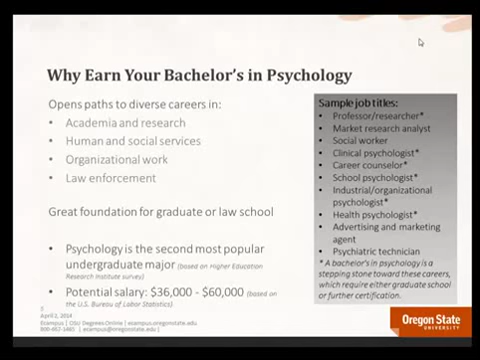 Why Earn Your Bachelor's in Psychology
Opens paths to diverse careers in:
• Academia and research
• Human and social services
• Organizational work
• Law enforcement
Great foundation for graduate or law school
• Psychology is the second most popular
undergraduate major (based on Higher Education
Research Institute survey)
• Potential salary: $36,000 - $60,000 (based on
the U.S. Bureau of Labor Statistics)
Sample job titles:
• Professor/researcher*
• Market research analyst
• Social worker
• Clinical psychologist*
• Career counselor*
• School psychologist*
• Industrial/organizational
psychologist*
• Health psychologist*
• Advertising and marketing
agent
• Psychiatric technician
* A bachelor's in psychology is a
stepping stone toward these careers,
which require either graduate school
or further certification.
April 2, 2014
Ecampus | OSU Degrees Online | ecampus.oregonstate.edu
800-667-1465 | ecampus@oregonstate.edu |
Oregon State
UNIVERSITY